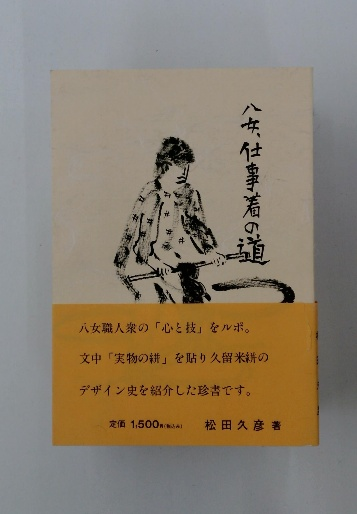 八女、仕事着の道
八女職人衆の「心と技」をルポ。
文中「実物の絣」を貼り久留米絣の
デザイン史を紹介した珍書です。
定価 1,500円(税込み) 松田久彦 著